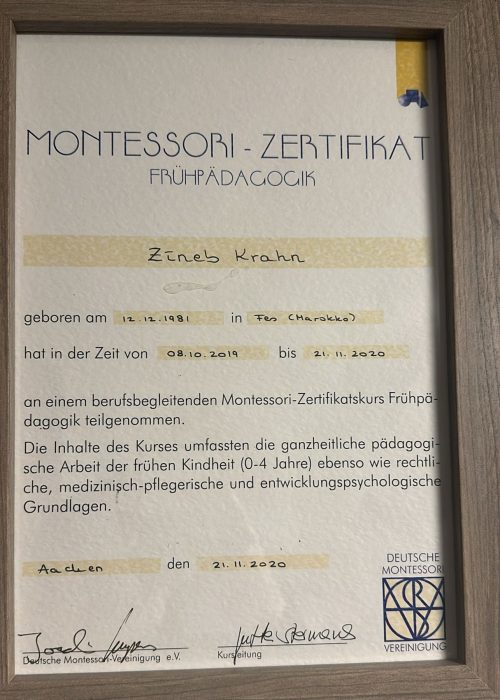 MONTESSORI - ZERTIFIKAT
FRÜHPÄDAGOGIK
Zineb Krahn
geboren am 12.12.1981 in Fes (Marokko)
hat in der Zeit von 08.10.2019 bis 21.11.2020
an einem berufsbegleitenden Montessori-Zertifikatskurs Frühpä-
dagogik teilgenommen.
Die Inhalte des Kurses umfassten die ganzheitliche pädagogi-
sche Arbeit der frühen Kindheit (0-4 Jahre) ebenso wie rechtli-
che, medizinisch-pflegerische und entwicklungspsychologische
Grundlagen.
Aachen den 21.11.2020
DEUTSCHE
MONTESSORI
VEREINIGUNG
Deutsche Montessori-Vereinigung e.V. Kursleitung